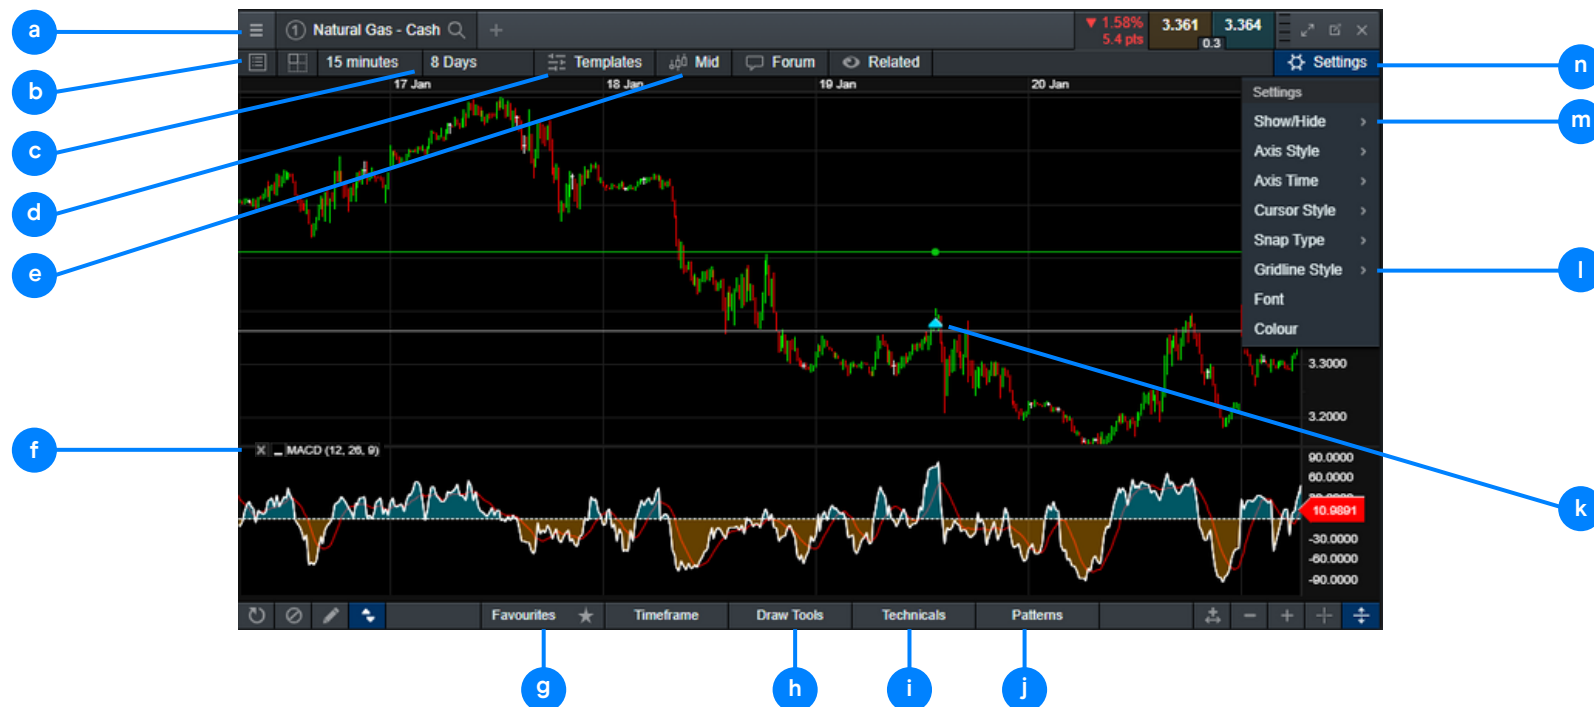 a
1 Natural Gas - Cash
1.58%
5.4 pts
3.361
3.364
0.3
b
15 minutes
8 Days
Templates
Mid
Forum
Related
Settings
n
17 Jan
18 Jan
19 Jan
20 Jan
Settings
Show/Hide
m
Axis Style
c
Axis Time
d
Cursor Style
Snap Type
e
Gridline Style
l
Font
Colour
3.3000
3.2000
f
MACD (12, 26, 9)
90.0000
60.0000
10.9891
k
-30.0000
-60.0000
-90.0000
Favourites
Timeframe
Draw Tools
Technicals
Patterns
g
h
i
j